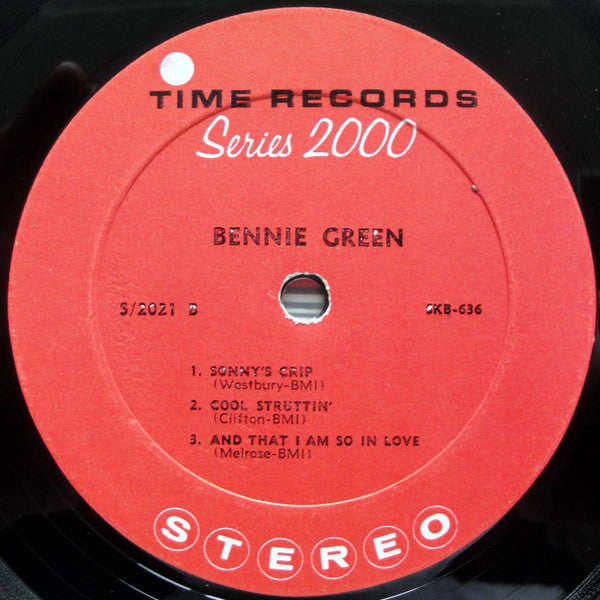 TIME RECORDS
Series 2000
BENNIE GREEN
S/2021 B
SKB-636
1. SONNY'S CRIP
(Westbury-BMI)
2. COOL STRUTTIN'
(Clifton-BMI)
3. AND THAT I AM SO IN LOVE
(Melrose-BMI)
STEREO